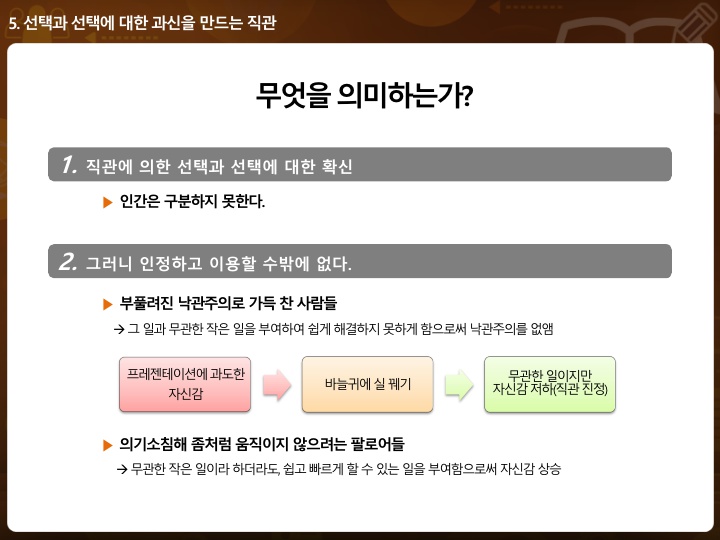 5. 선택과 선택에 대한 과신을 만드는 직관
무엇을 의미하는가?
1. 직관에 의한 선택과 선택에 대한 확신
▶ 인간은 구분하지 못한다.
2. 그러니 인정하고 이용할 수밖에 없다.
▶ 부풀려진 낙관주의로 가득 찬 사람들
→ 그 일과 무관한 작은 일을 부여하여 쉽게 해결하지 못하게 함으로써 낙관주의를 없앰
프레젠테이션에 과도한
자신감
바늘귀에 실 꿰기
무관한 일이지만
자신감 저하(직관 진정)
▶ 의기소침해 좀처럼 움직이지 않으려는 팔로어들
→ 무관한 작은 일이라 하더라도, 쉽고 빠르게 할 수 있는 일을 부여함으로써 자신감 상승